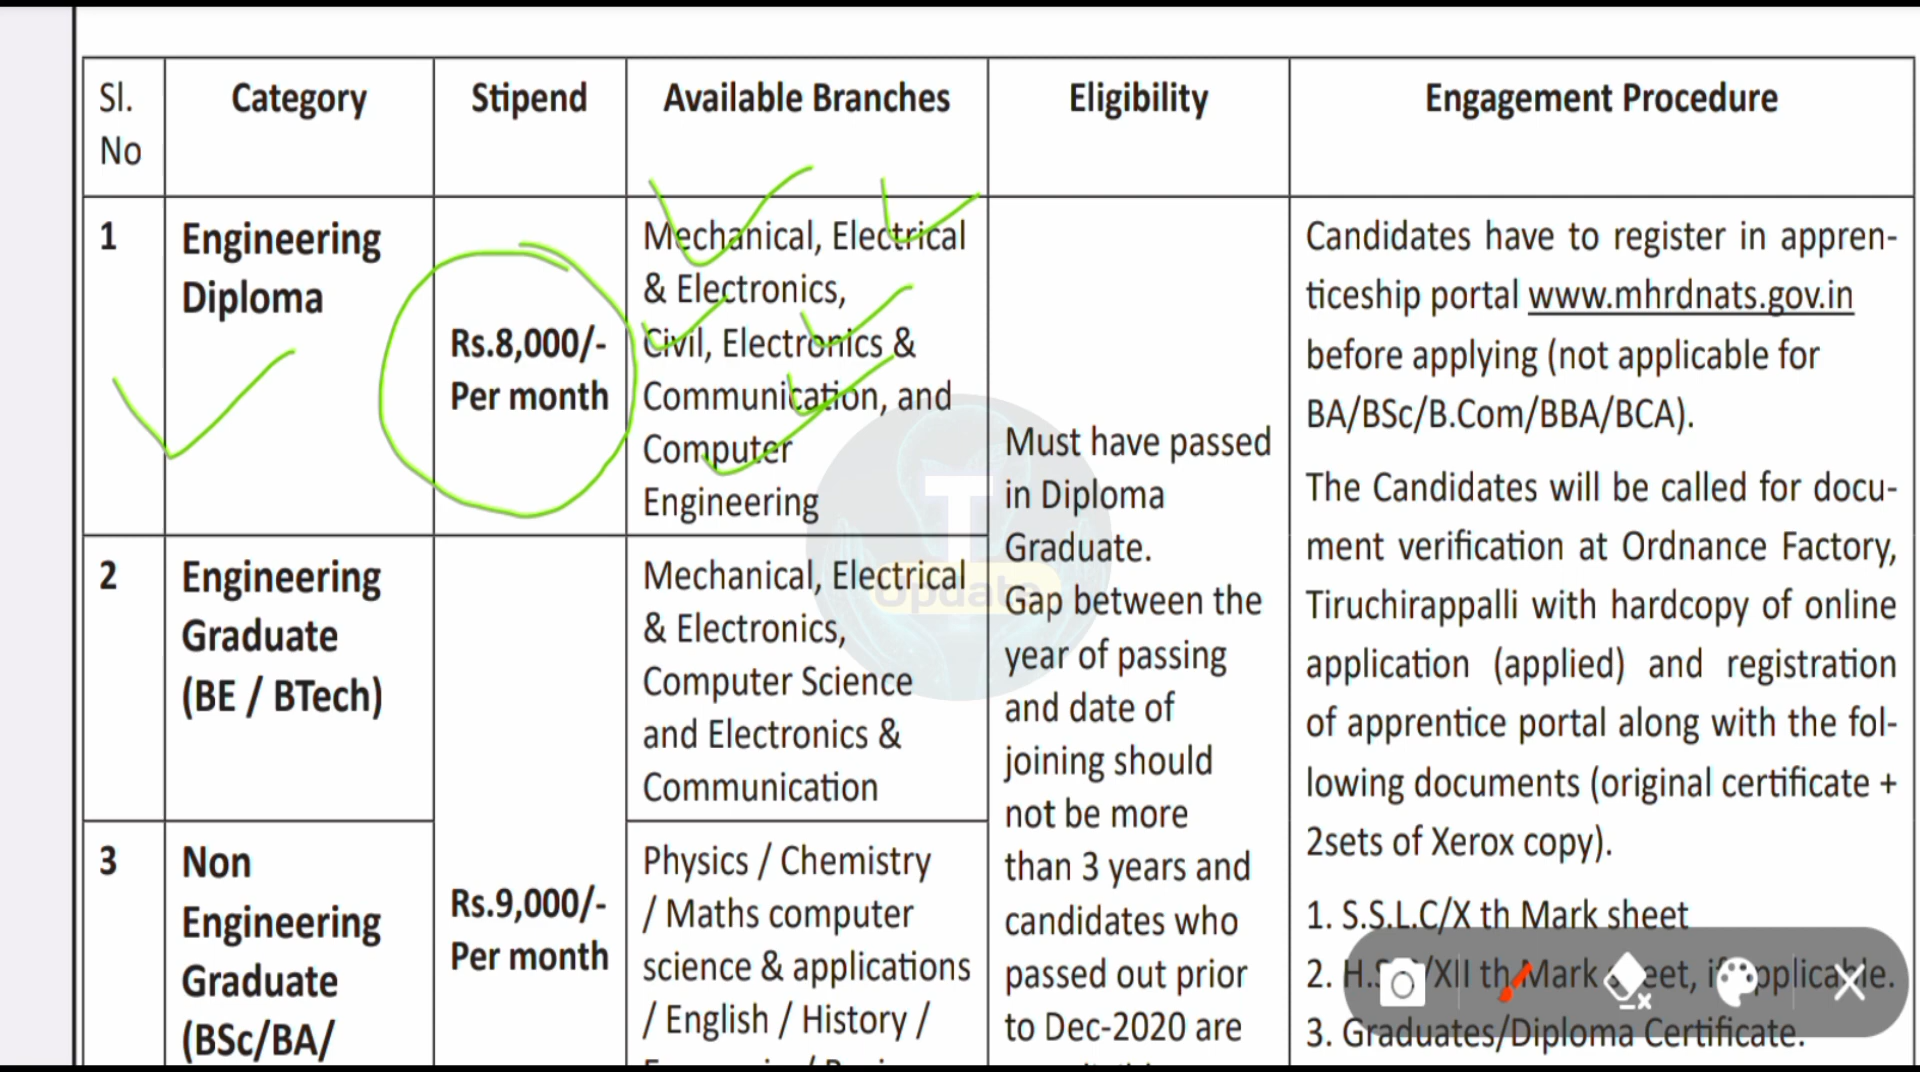 Sl.
No
Category
Stipend
Available Branches
Eligibility
Engagement Procedure
1
Engineering
Diploma
Rs.8,000/-
Per month
Mechanical, Electrical
& Electronics,
Civil, Electronics &
Communication, and
Computer
Engineering
2
Engineering
Graduate
(BE / BTech)
Mechanical, Electrical
& Electronics,
Computer Science
and Electronics &
Communication
3
Non
Engineering
Graduate
(BSc/BA/
Rs.9,000/-
Per month
Physics / Chemistry
/ Maths computer
science & applications
/ English / History /
Must have passed
in Diploma
Graduate.
Gap between the
year of passing
and date of
joining should
not be more
than 3 years and
candidates who
passed out prior
to Dec-2020 are
Candidates have to register in appren-
ticeship portal www.mhrdnats.gov.in
before applying (not applicable for
BA/BSc/B.Com/BBA/BCA).
The Candidates will be called for docu-
ment verification at Ordnance Factory,
Tiruchirappalli with hardcopy of online
application (applied) and registration
of apprentice portal along with the fol-
lowing documents (original certificate +
2sets of Xerox copy).
1. S.S.L.C/X th Mark sheet
2. /XII th Mark
3. Graduates/Diploma Certificate.
T
Update